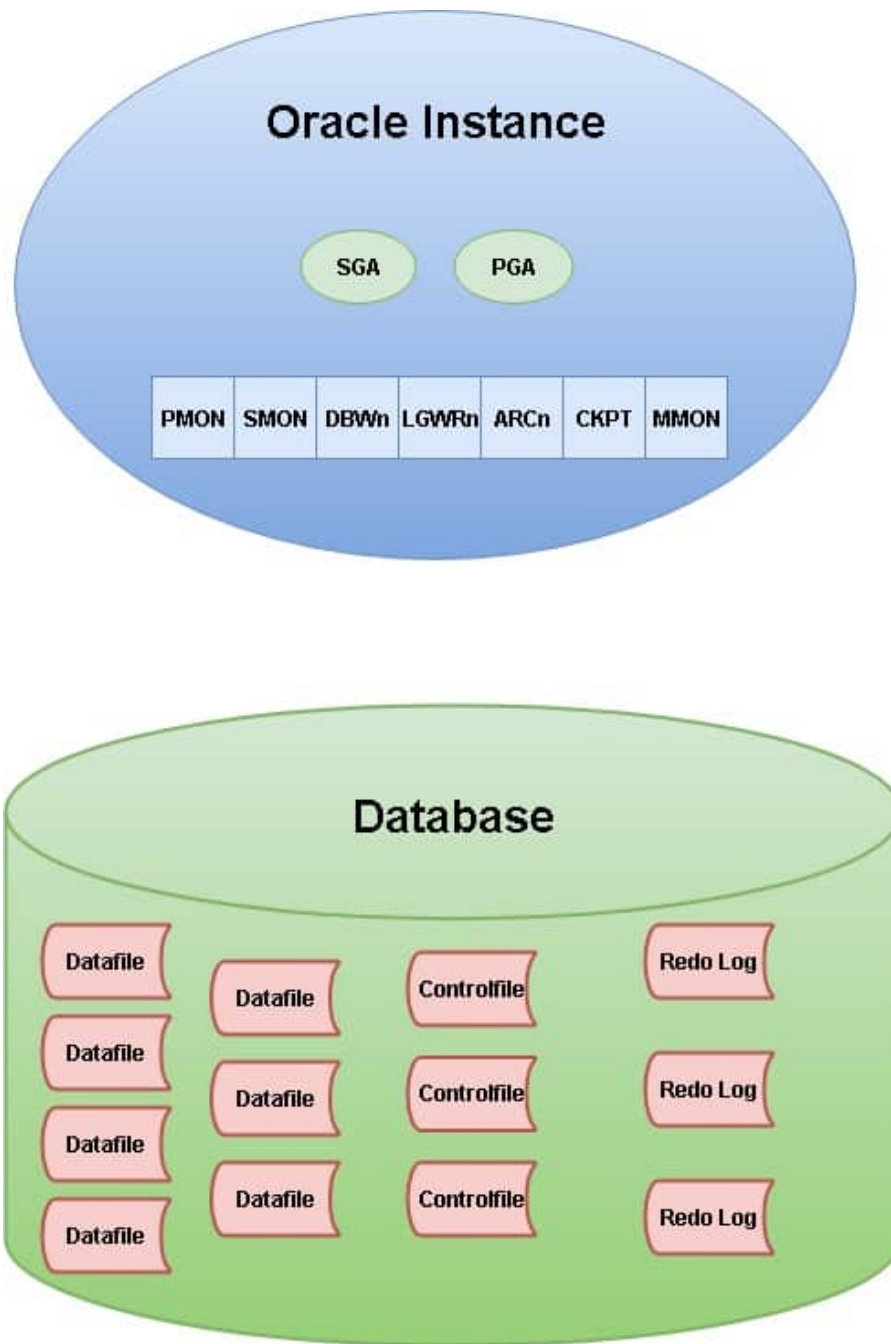 Oracle Instance
SGA PGA
PMON SMON DBWn LGWRn ARCn CKPT MMON
Database
Datafile
Datafile
Datafile
Datafile
Datafile
Datafile
Datafile
Controlfile
Controlfile
Controlfile
Redo Log
Redo Log
Redo Log